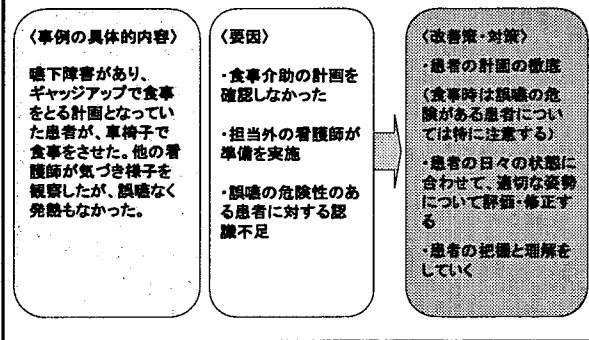 〈事例の具体的内容〉
嚥下障害があり、
ギャッジアップで食事
をとる計画となってい
た患者が、車椅子で
食事をさせた。他の看
護師が気づき様子を
観察したが、誤嚥なく
発熱もなかった。
〈要因〉
・食事介助の計画を
確認しなかった
・担当外の看護師が
準備を実施
・誤嚥の危険性のあ
る患者に対する認
識不足
〈改善策・対策〉
・患者の計画の徹底
（食事時は誤嚥の危
険がある患者につい
ては特に注意する）
・患者の日々の状態に
合わせて、適切な姿勢
について評価・修正す
る
・患者の把握と理解を
していく